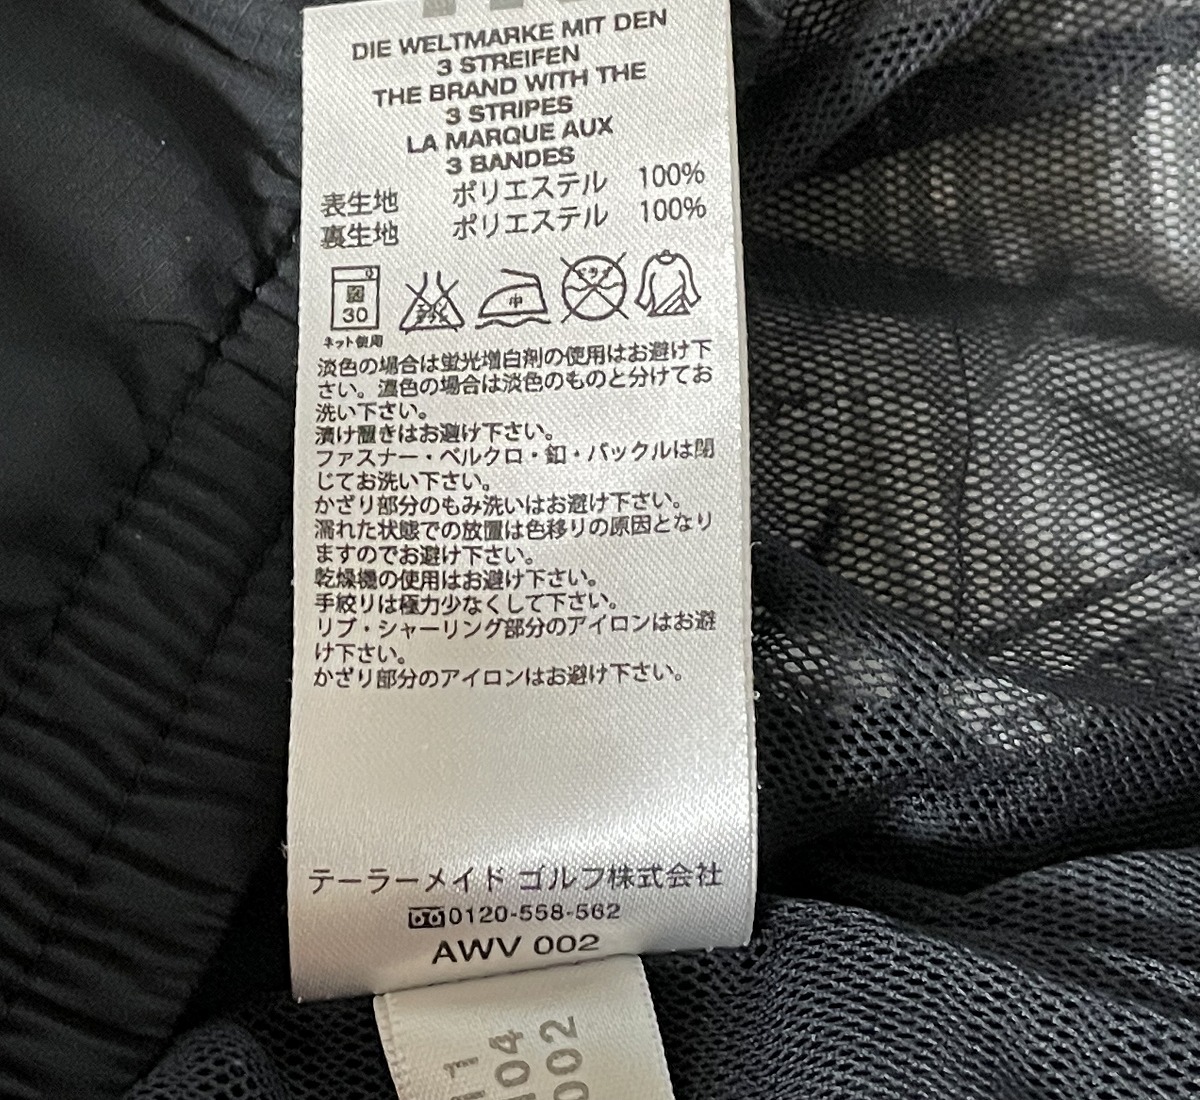 DIE WELTMARKE MIT DEN
3 STREIFEN
THE BRAND WITH THE
3 STRIPES
LA MARQUE AUX
3 BANDES
表生地 ポリエステル 100%
裏生地 ポリエステル 100%
30 中 ドライ
ネット使用
淡色の場合は蛍光増白剤の使用はお避け下
さい。濃色の場合は淡色のものと分けてお
洗い下さい。
漬け置きはお避け下さい。
ファスナー・ベルクロ・釦・バックルは閉
じてお洗い下さい。
かざり部分のもみ洗いはお避け下さい。
濡れた状態での放置は色移りの原因となり
ますのでお避け下さい。
乾燥機の使用はお避け下さい。
手絞りは極力少なくして下さい。
リブ・シャーリング部分のアイロンはお避
け下さい。
かざり部分のアイロンはお避け下さい。
テーラーメイド ゴルフ株式会社
0120-558-562
AWV 002
11
04
002